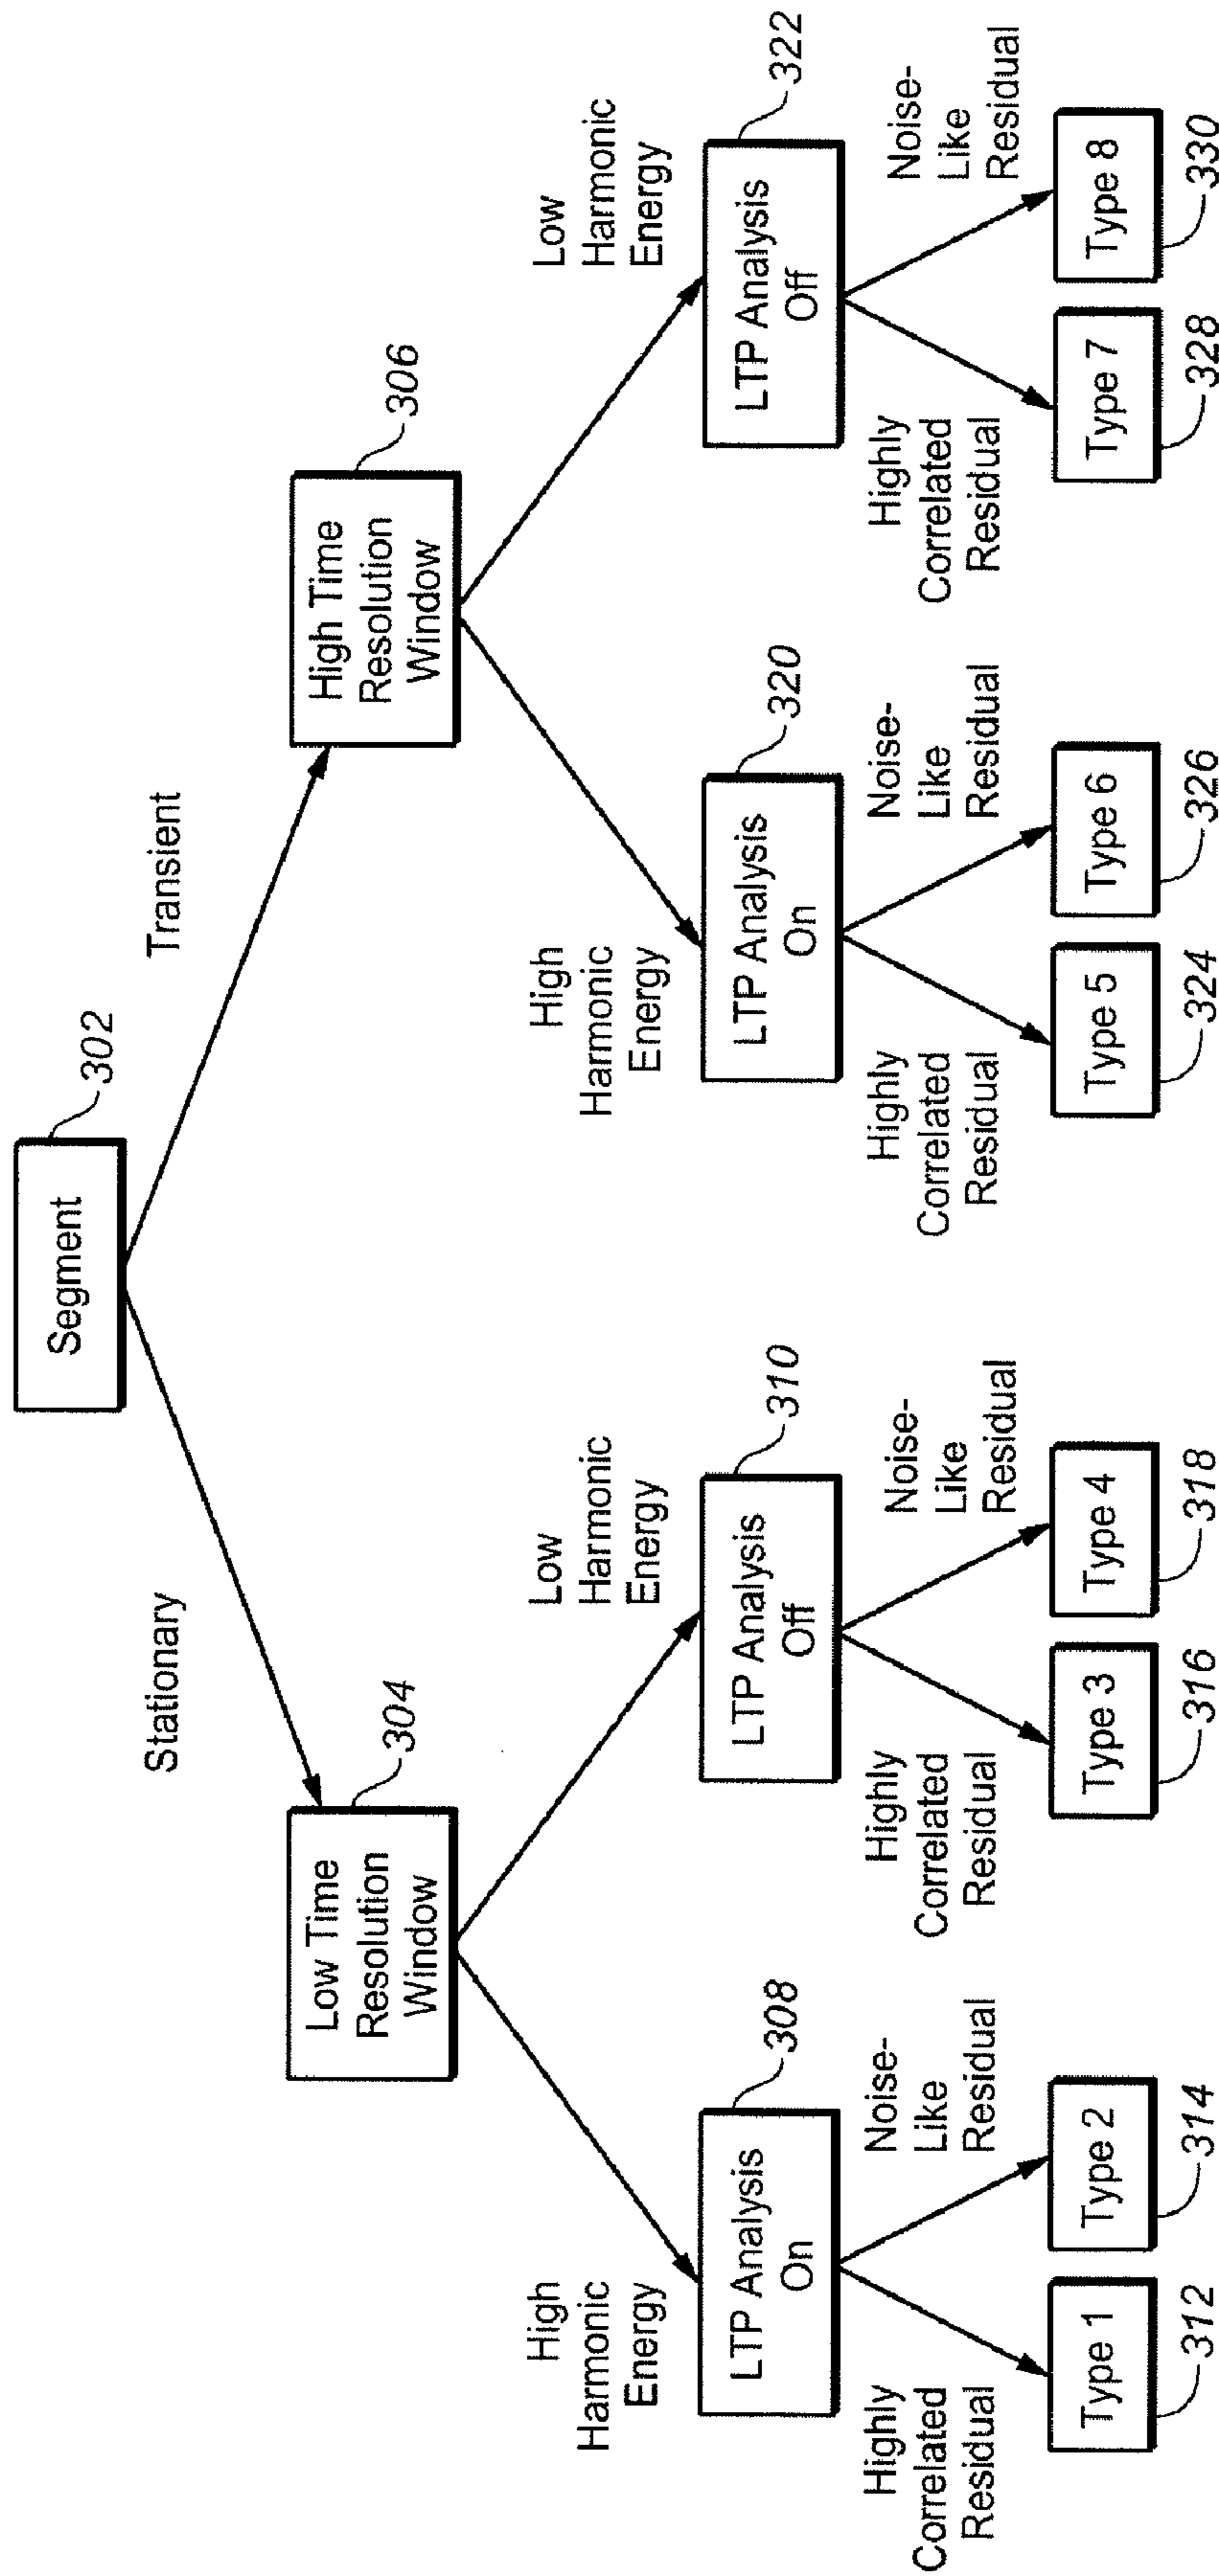 Segment
302
Stationary
Transient
Low Time
Resolution
Window
304
High Time
Resolution
Window
306
High
Harmonic
Energy
Low
Harmonic
Energy
High
Harmonic
Energy
Low
Harmonic
Energy
LTP Analysis
On
308
LTP Analysis
Off
310
LTP Analysis
On
320
LTP Analysis
Off
322
Highly
Correlated
Residual
Noise-
Like
Residual
Highly
Correlated
Residual
Noise-
Like
Residual
Highly
Correlated
Residual
Noise-
Like
Residual
Highly
Correlated
Residual
Noise-
Like
Residual
Type 1
Type 2
Type 3
Type 4
Type 5
Type 6
Type 7
Type 8
312
314
316
318
324
326
328
330